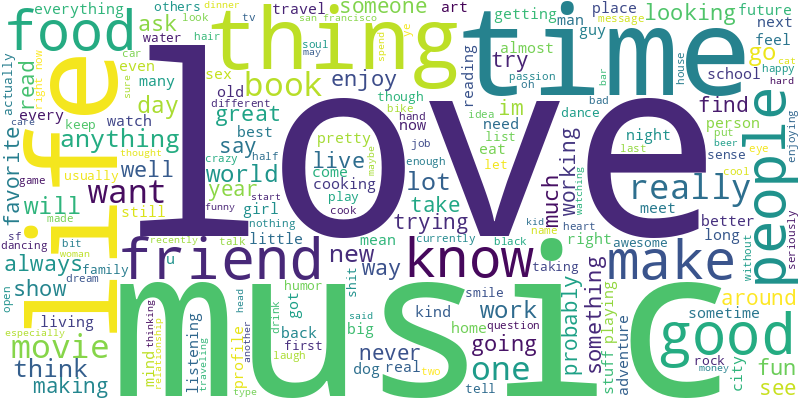 everything
others
travel
someone
art
getting
man
place
future
food
look
dinner
tv
san francisco
message
ask
looking
next
water
hair
soul
may
spend
ye
almost
guy
feel
thing
time
car
even
sex
book
enjoy
try
go
school
happy
cat
hard
actually
read
right now
sure
many
old
different
though
bike
hand
reading
passion
oh
bar
house
day
great
im
idea
dance
bad
find
person
put
beer
every
keep
watch
best
now
need
list
eat
let
night
last
sense
eye
cool
enjoying
care
anything
say
pretty
job
enough
live
love
life
favorite
thought
well
crazy
half
come
cooking
maybe
world
lot
game
usually
want
year
start
play
take
working
much
really
people
will
made
still
funny
girl
nothing
cook
trying
watching
kid
heart
meet
better
sf
dancing
bit
woman
recently
u
talk
little
mean
currently
black
name
right
awesome
long
without
seriously
always
family
friend
new
way
know
taking
make
show
dream
open
living
thinking
relationship
mind
listening
traveling
profile
head
another
got
humor
drink
shit
said
smile
kind
home
question
work
something
probably
stuff
playing
adventure
sometime
around
movie
music
good
especially
think
making
type
laugh
back
first
big
dog
real
never
two
tell
going
one
city
rock
money
fun
see